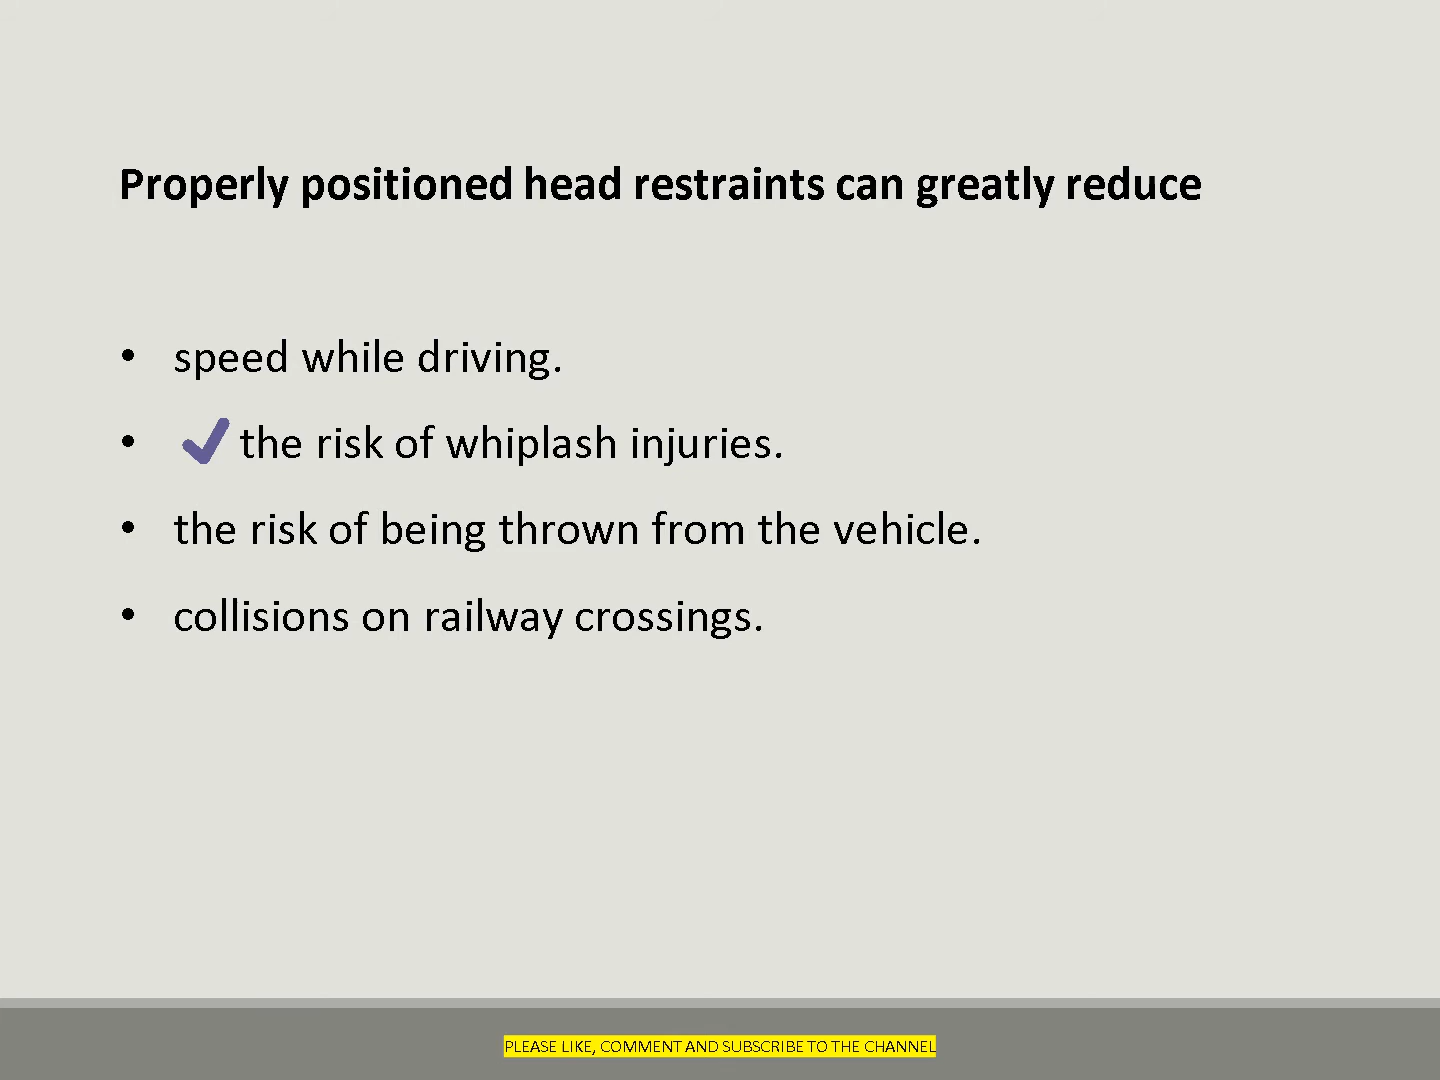 Properly positioned head restraints can greatly reduce
• speed while driving.
• ✔ the risk of whiplash injuries.
• the risk of being thrown from the vehicle.
• collisions on railway crossings.
PLEASE LIKE, COMMENT AND SUBSCRIBE TO THE CHANNEL